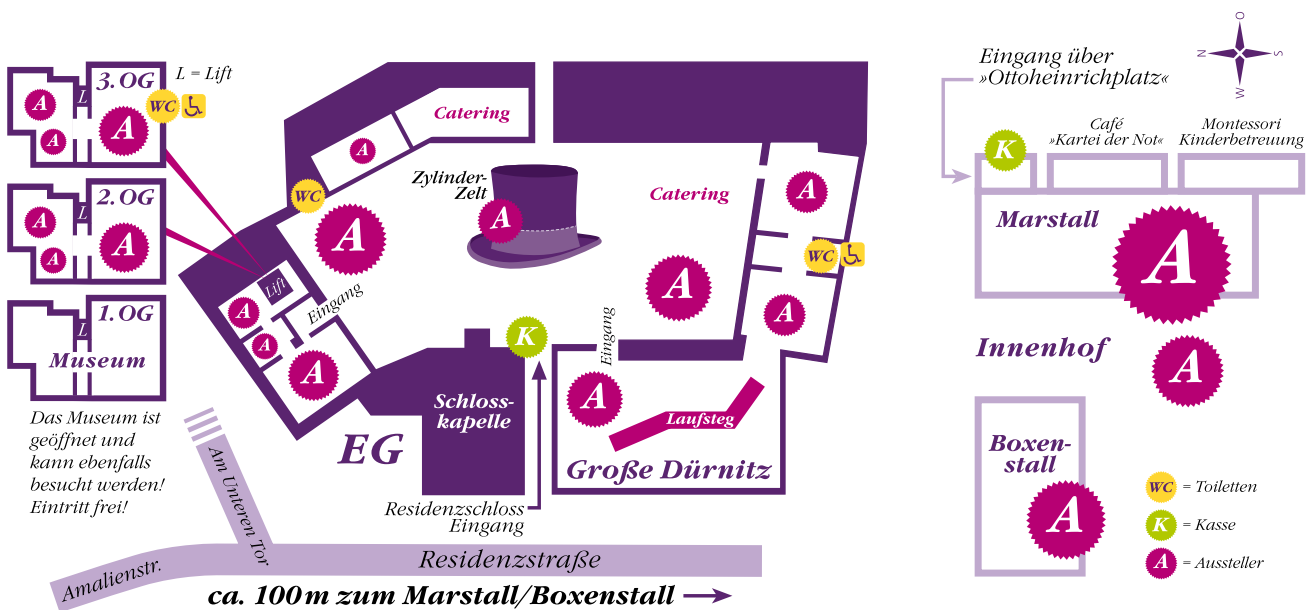 3. OG
L = Lift
L
WC
A
A
A
2. OG
L
A
A
A
1. OG
L
Museum
Das Museum ist
geöffnet und
kann ebenfalls
besucht werden!
Eintritt frei!
Catering
A
WC
A
Zylinder-
Zelt
A
Catering
A
WC
A
A
Lift
A
A
A
Eingang
K
Eingang
A
Laufsteg
Große Dürnitz
Schloss-
kapelle
EG
Residenzschloss
Eingang
Am Unteren Tor
Amalienstr.
Residenzstraße
ca. 100 m zum Marstall/Boxenstall
Eingang über
»Ottoheinrichplatz«
N
O
S
W
K
Café
»Kartei der Not«
Montessori
Kinderbetreuung
Marstall
A
Innenhof
A
Boxen-
stall
A
WC = Toiletten
K = Kasse
A = Aussteller